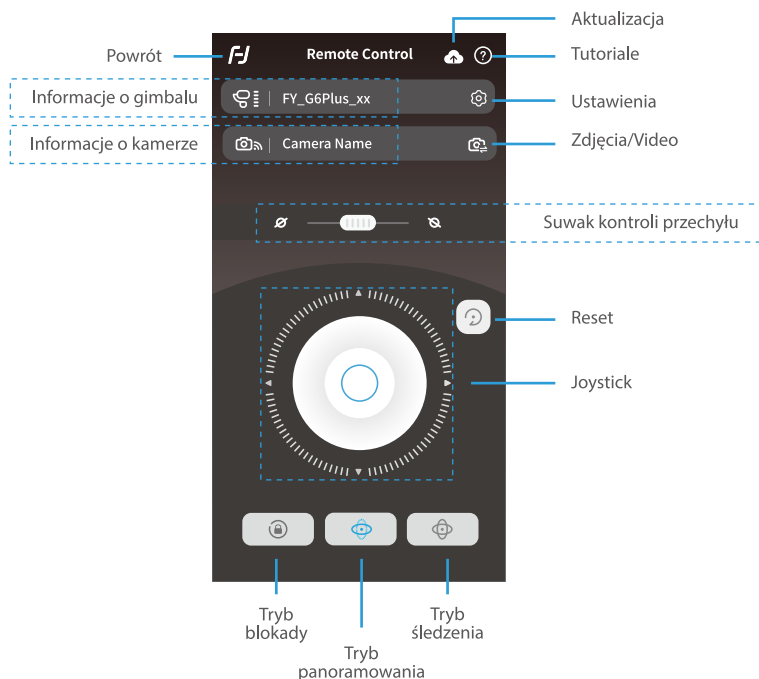 Aktualizacja
Powrót
Remote Control
Tutoriale
Informacje o gimbalu
FY_G6Plus_xx
Ustawienia
Informacje o kamerze
Camera Name
Zdjęcia/Video
Suwak kontroli przechyłu
Reset
Joystick
Tryb
blokady
Tryb
panoramowania
Tryb
śledzenia